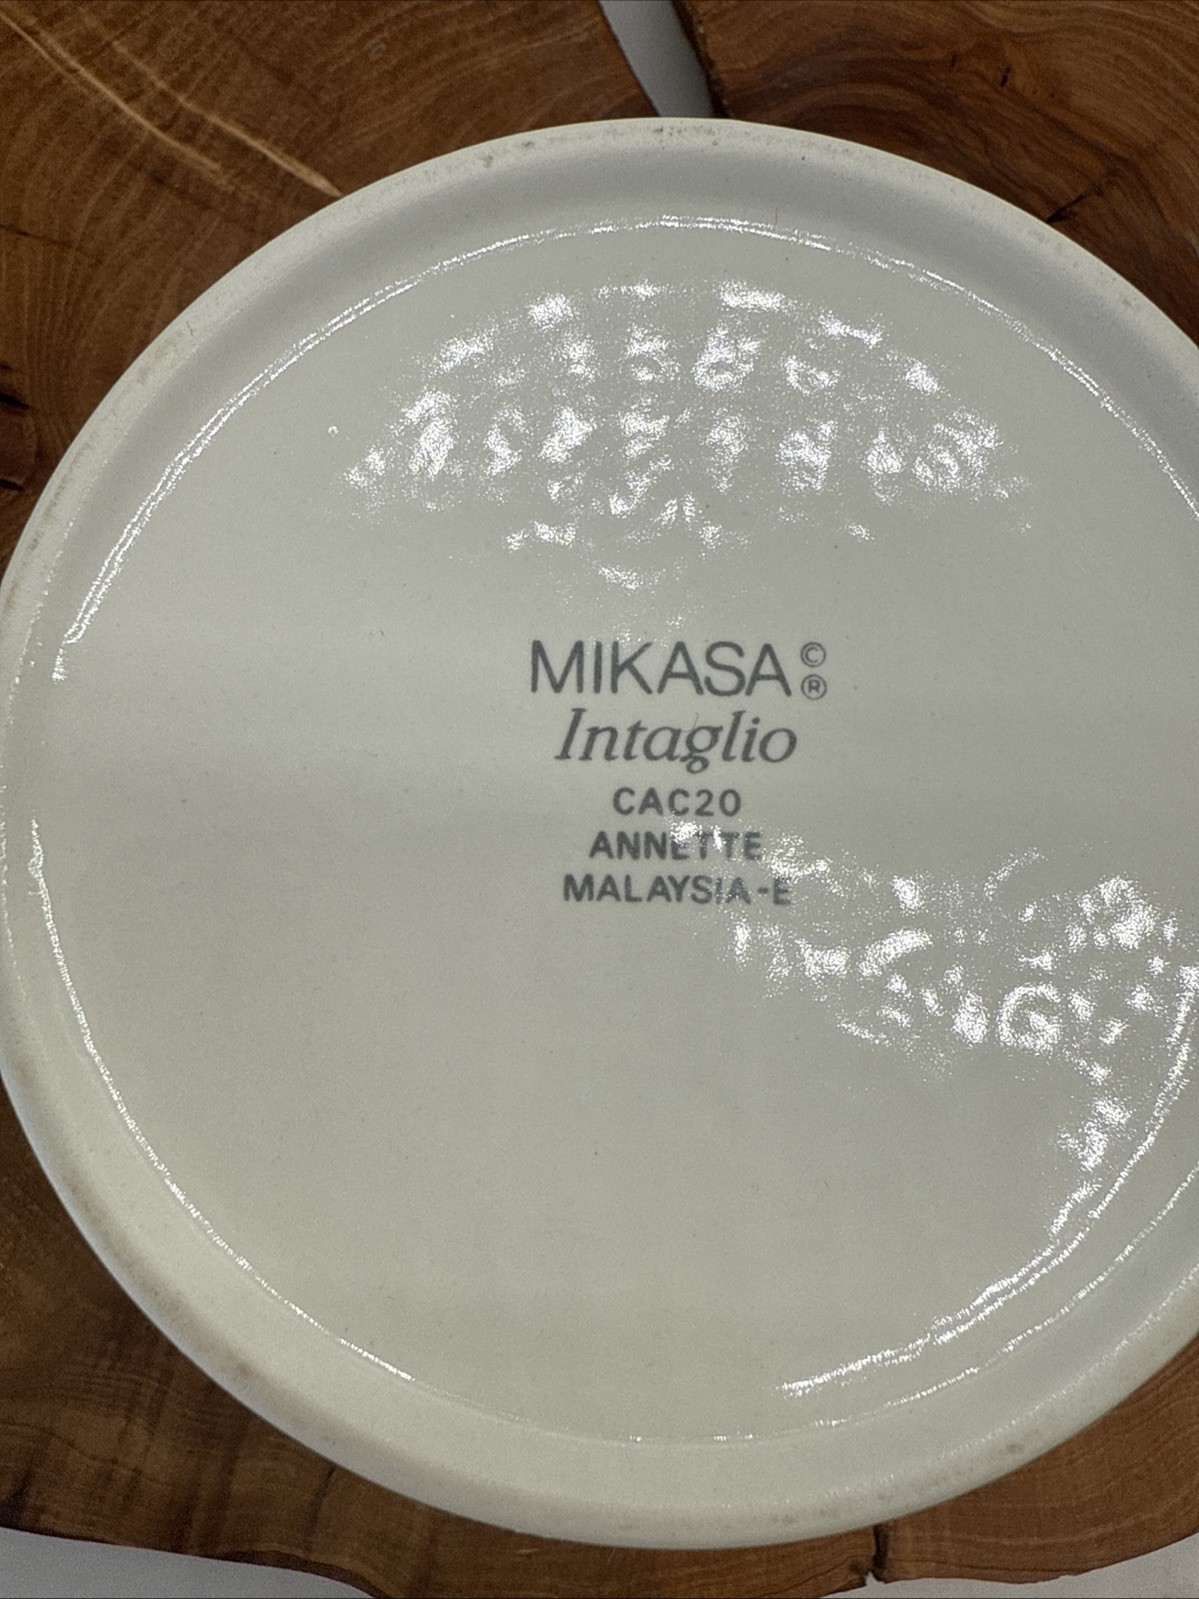 MIKASA ©
®
Intaglio
CAC20
ANNETTE
MALAYSIA-E